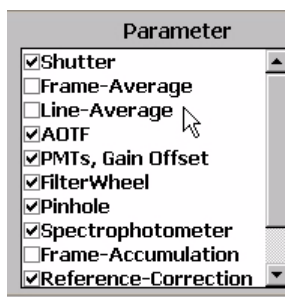 Parameter
Shutter
Frame-Average
Line-Average
AOTF
PMTs, Gain Offset
FilterWheel
Pinhole
Spectrophotometer
Frame-Accumulation
Reference-Correction